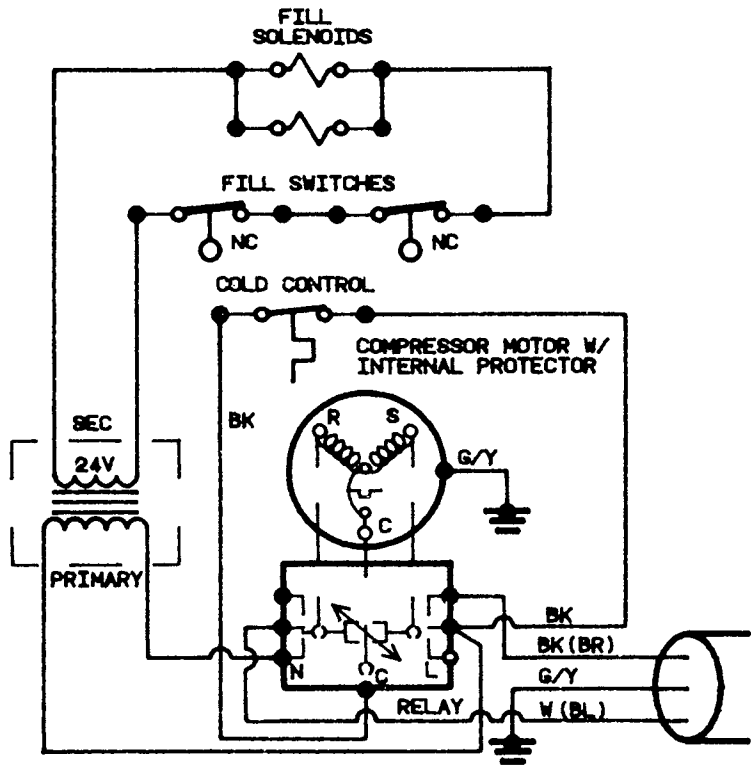 FILL
SOLENOIDS
FILL SWITCHES
NC
NC
COLD CONTROL
COMPRESSOR MOTOR W/
INTERNAL PROTECTOR
BK
R
S
SEC
G/Y
24V
C
PRIMARY
BK
BK(BR)
N
C
L
G/Y
RELAY
W(BL)